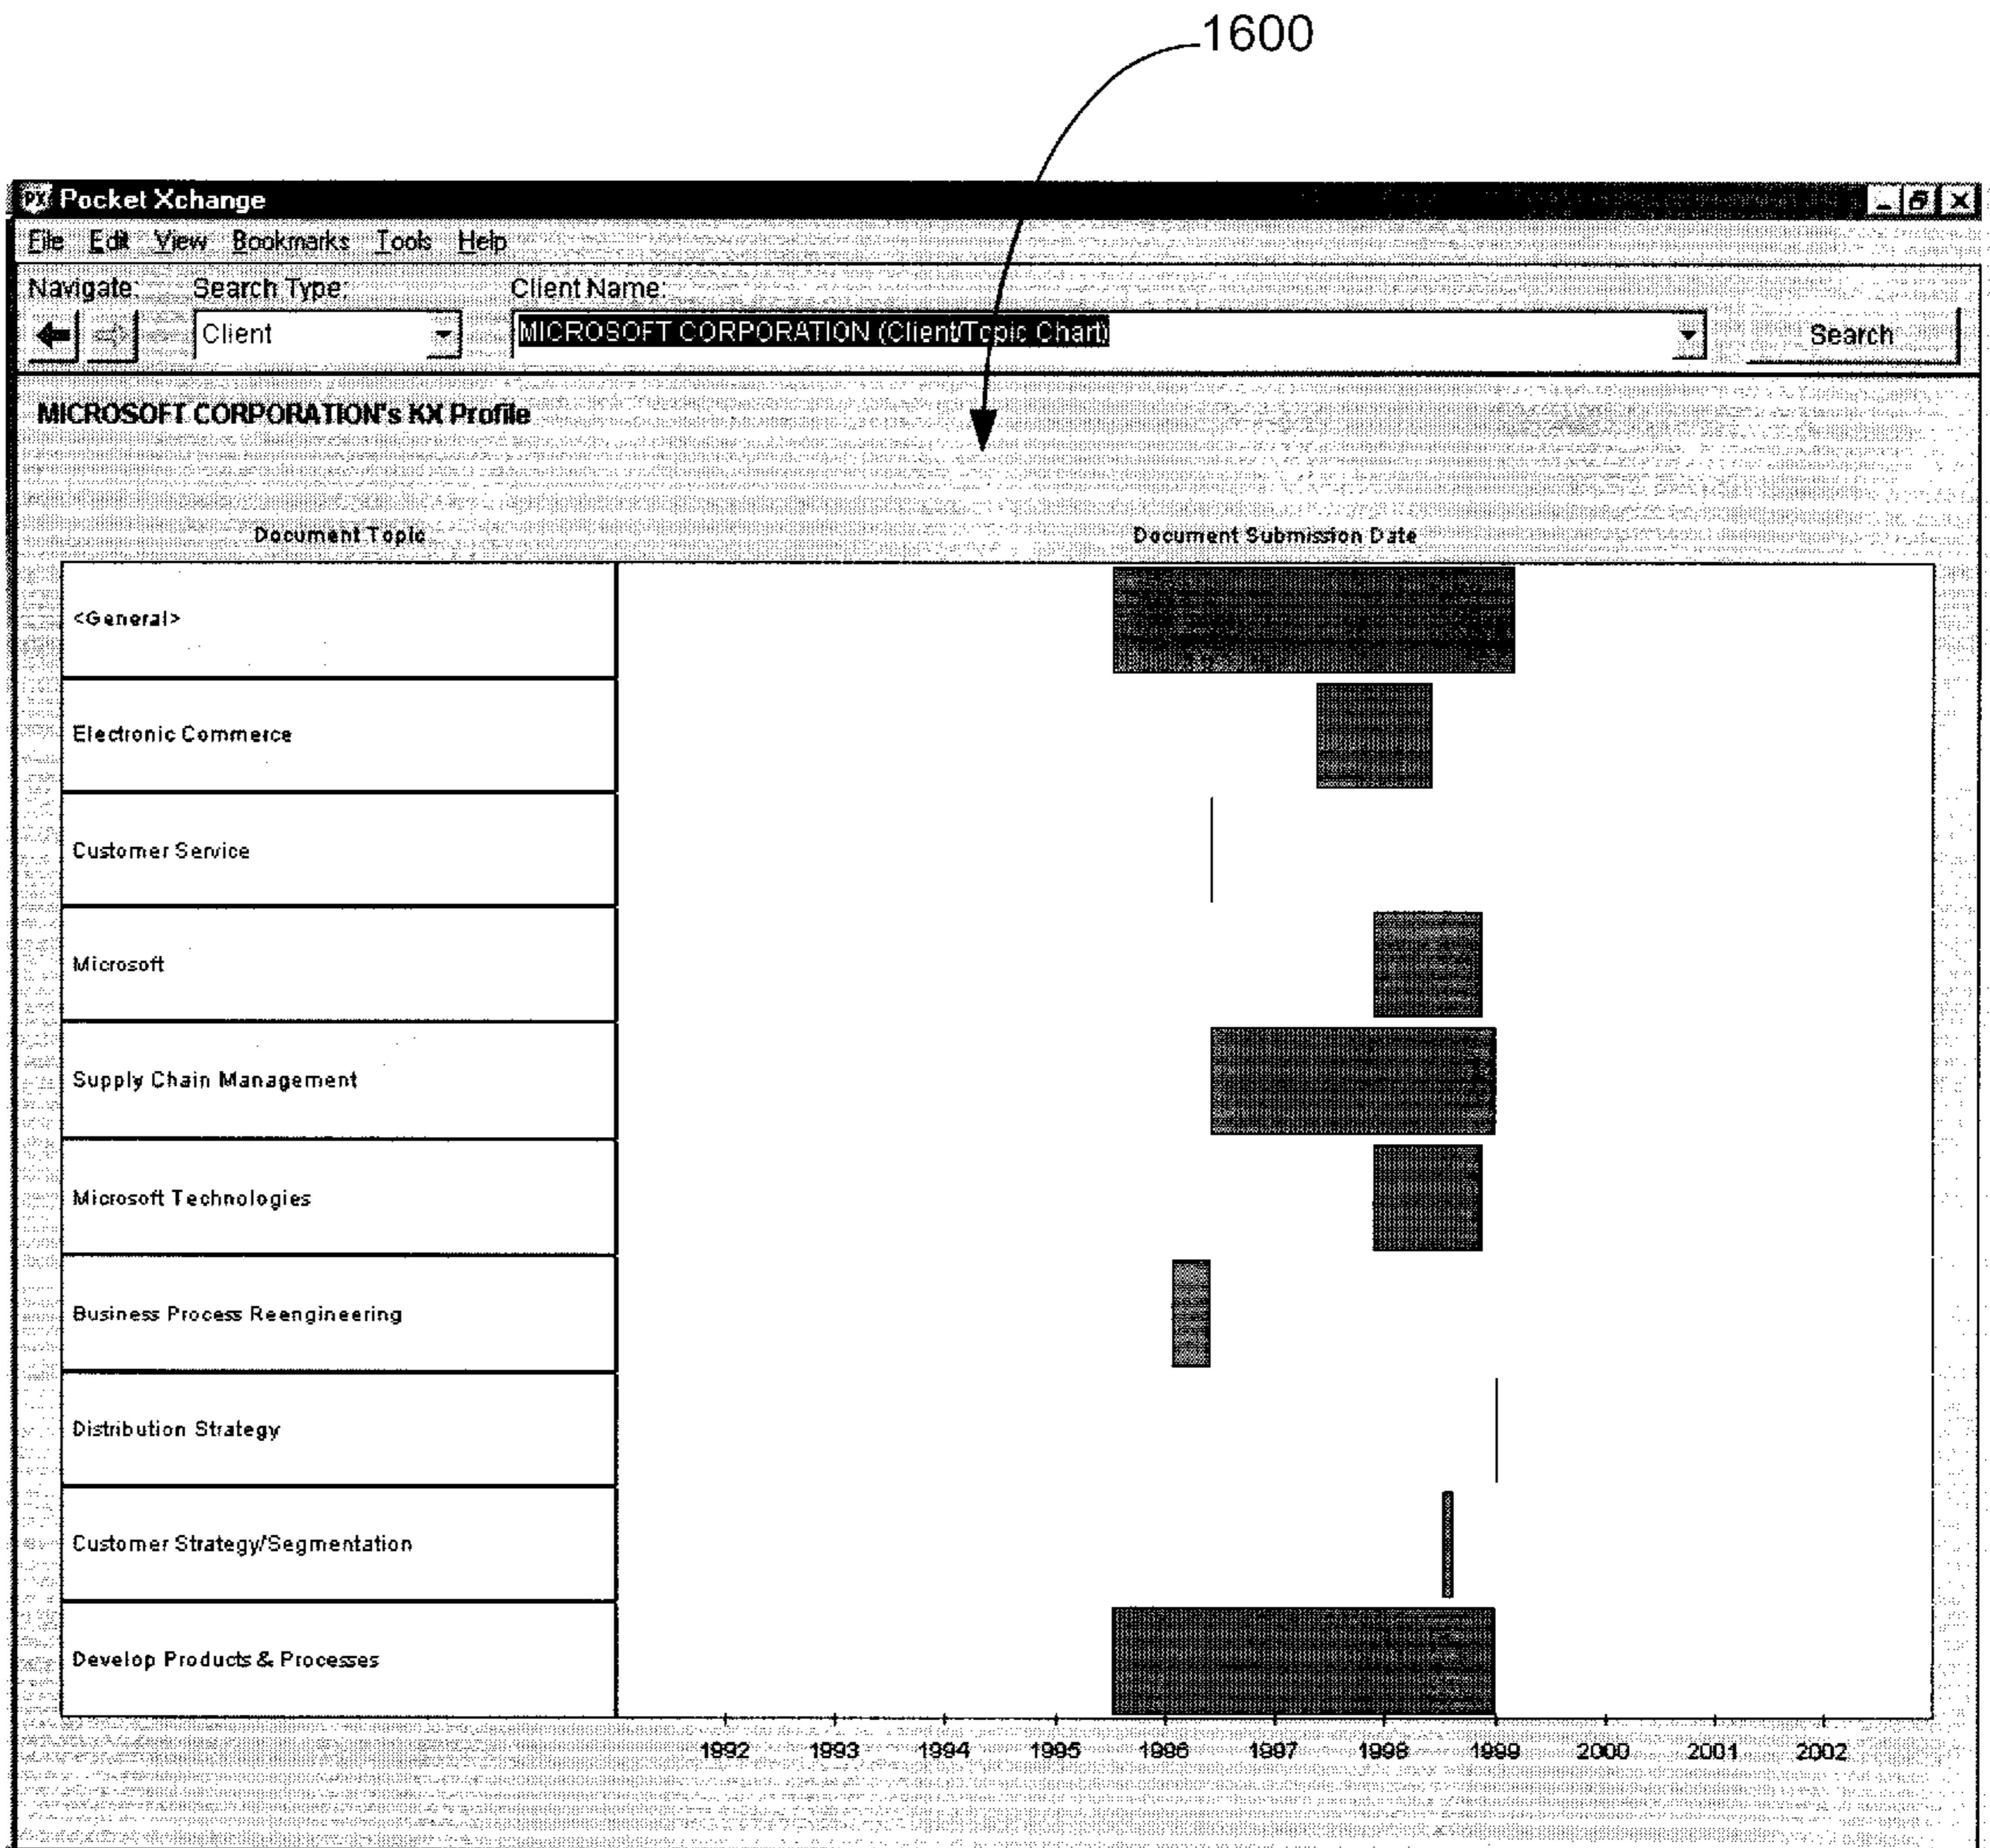 1600
PX Pocket Xchange
File Edit View Bookmarks Tools Help
Navigate: Search Type: Client Name:
Client MICROSOFT CORPORATION (Client/Topic Chart) Search
MICROSOFT CORPORATION's KX Profile
Document Topic Document Submission Date
<General>
Electronic Commerce
Customer Service
Microsoft
Supply Chain Management
Microsoft Technologies
Business Process Reengineering
Distribution Strategy
Customer Strategy/Segmentation
Develop Products & Processes
1992 1993 1994 1995 1996 1997 1998 1999 2000 2001 2002